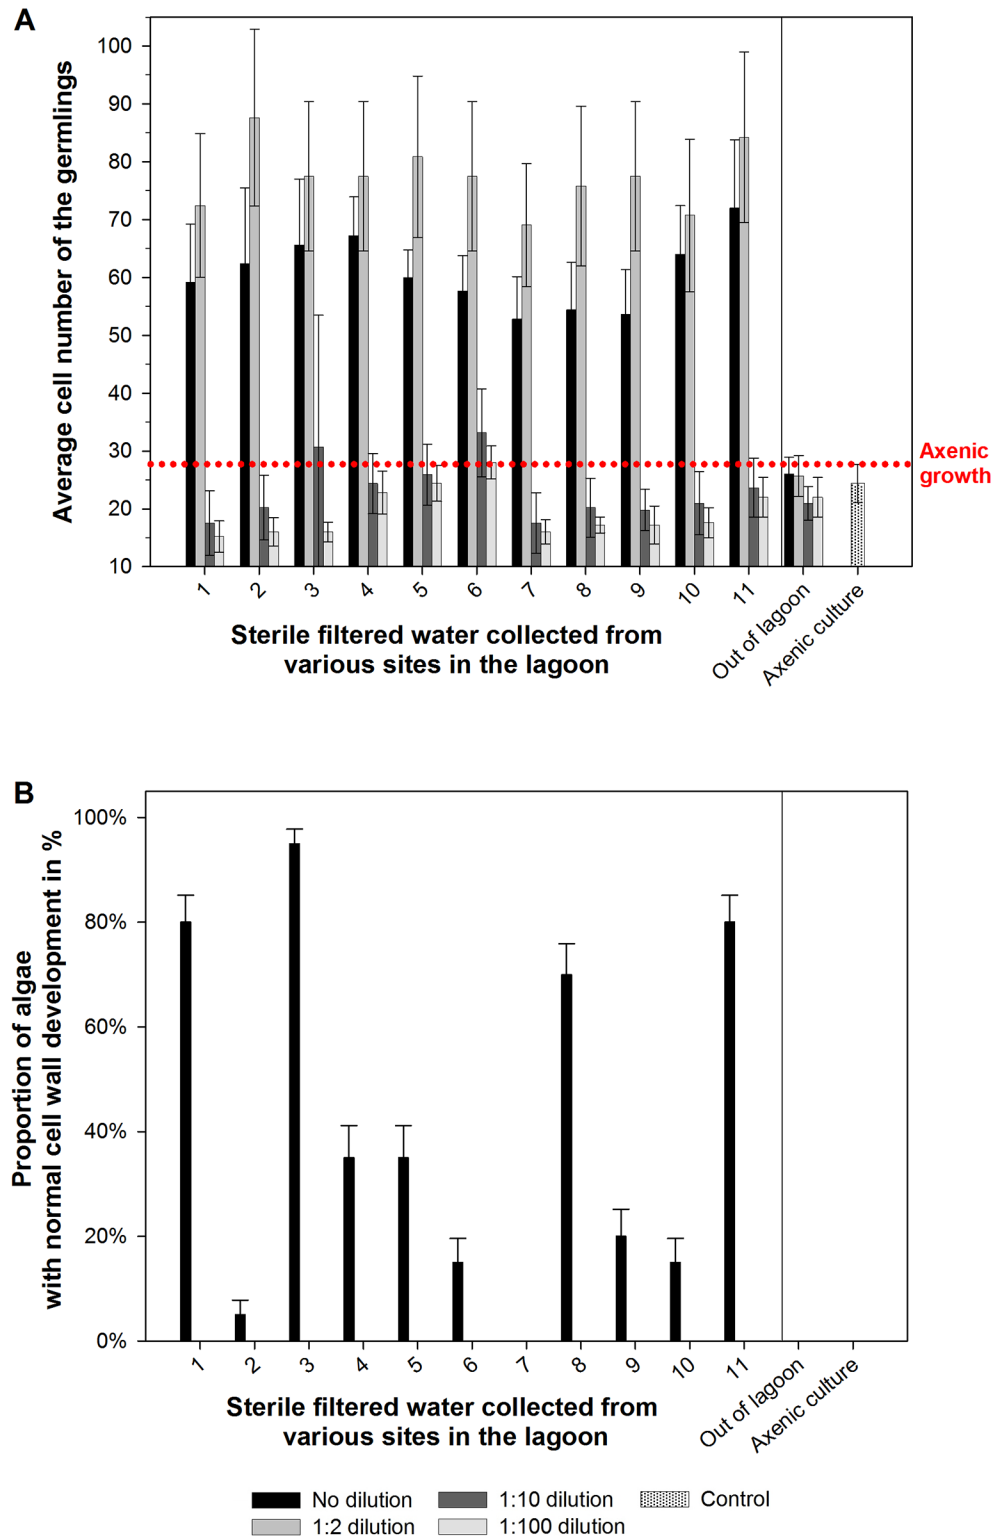 A
Average cell number of the germlings
100
90
80
70
60
50
40
30
20
10
Axenic
growth
1
2
3
4
5
6
7
8
9
10
11
Out of lagoon
Axenic culture
Sterile filtered water collected from
various sites in the lagoon
B
Proportion of algae
with normal cell wall development in %
100%
80%
60%
40%
20%
0%
1
2
3
4
5
6
7
8
9
10
11
Out of lagoon
Axenic culture
Sterile filtered water collected from
various sites in the lagoon
No dilution
1:10 dilution
Control
1:2 dilution
1:100 dilution